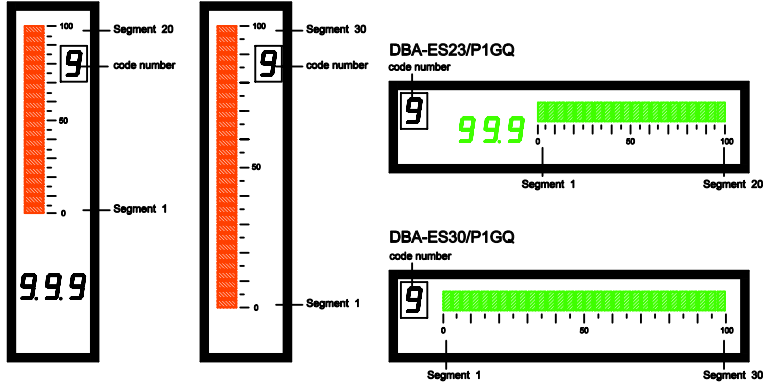 100
Segment 20
9
code number
50
0
Segment 1
9.9.9
100
Segment 30
9
code number
50
0
Segment 1
DBA-ES23/P1GQ
code number
9
99.9
0
50
100
Segment 1
Segment 20
DBA-ES30/P1GQ
code number
9
0
50
100
Segment 1
Segment 30